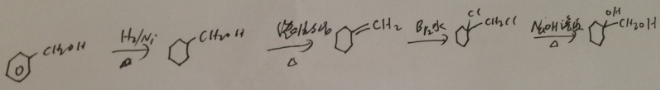 CH₂OH H₂/Ni △ CH₂OH 浓H₂SO₄ △ CH₂ Br₂水 Cl CH₂Cl NaOH溶液 △ OH CH₂OH